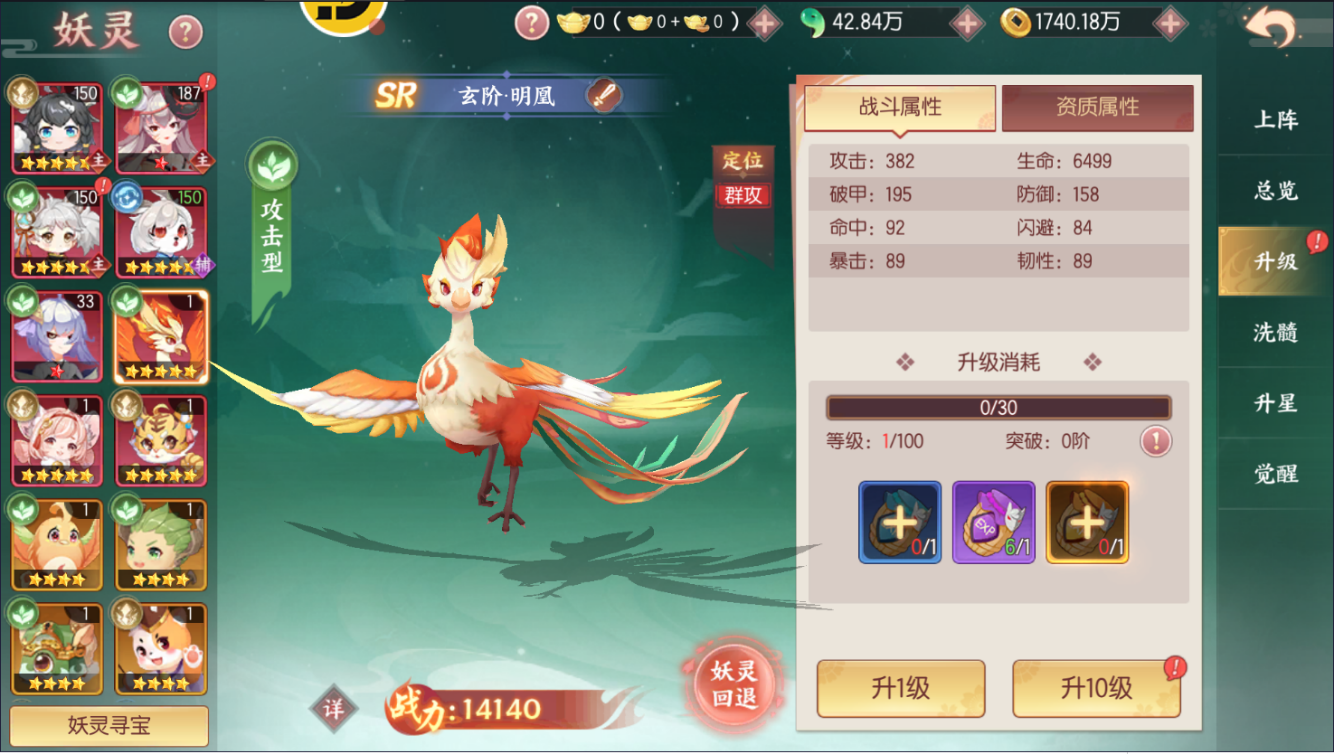 妖灵
?
?
0 ( 0 + 0 )
42.84万
1740.18万
150
主
187
!
主
150
!
主
150
辅
33
1
1
1
1
1
1
1
妖灵寻宝
SR 玄阶·明凰
攻击型
定位
群攻
详
战力:14140
妖灵
回退
战斗属性 资质属性
攻击：382 生命：6499
破甲：195 防御：158
命中：92 闪避：84
暴击：89 韧性：89
升级消耗
0/30
等级：1/100 突破：0阶 !
0/1
EXP
6/1
0/1
升1级
升10级
!
上阵
总览
升级
!
洗髓
升星
觉醒